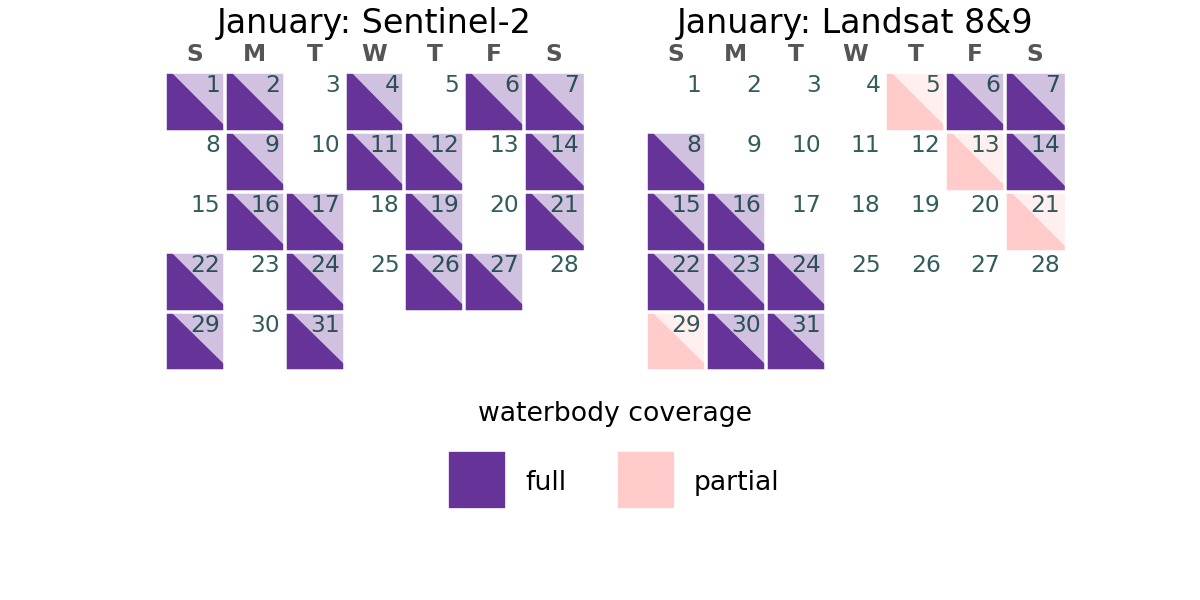 January: Sentinel-2
S M T W T F S
1 2 3 4 5 6 7
8 9 10 11 12 13 14
15 16 17 18 19 20 21
22 23 24 25 26 27 28
29 30 31
January: Landsat 8&9
S M T W T F S
1 2 3 4 5 6 7
8 9 10 11 12 13 14
15 16 17 18 19 20 21
22 23 24 25 26 27 28
29 30 31
waterbody coverage
full
partial